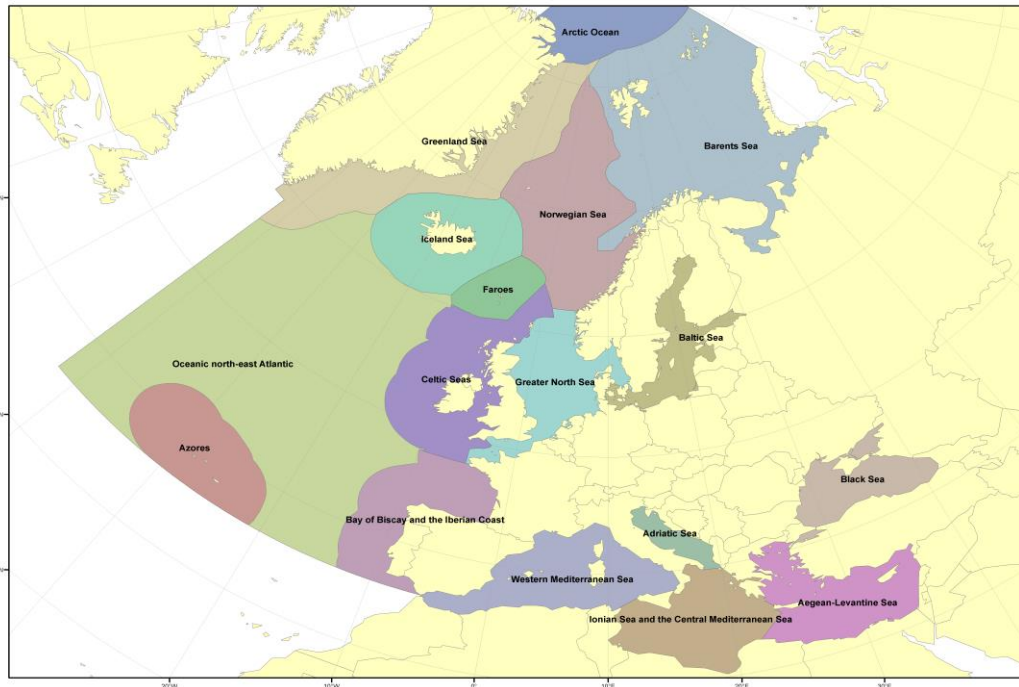 Arctic Ocean
Greenland Sea
Barents Sea
Norwegian Sea
Iceland Sea
Faroes
Baltic Sea
Oceanic north-east Atlantic
Celtic Seas
Greater North Sea
Azores
Black Sea
Bay of Biscay and the Iberian Coast
Adriatic Sea
Western Mediterranean Sea
Aegean-Levantine Sea
Ionian Sea and the Central Mediterranean Sea